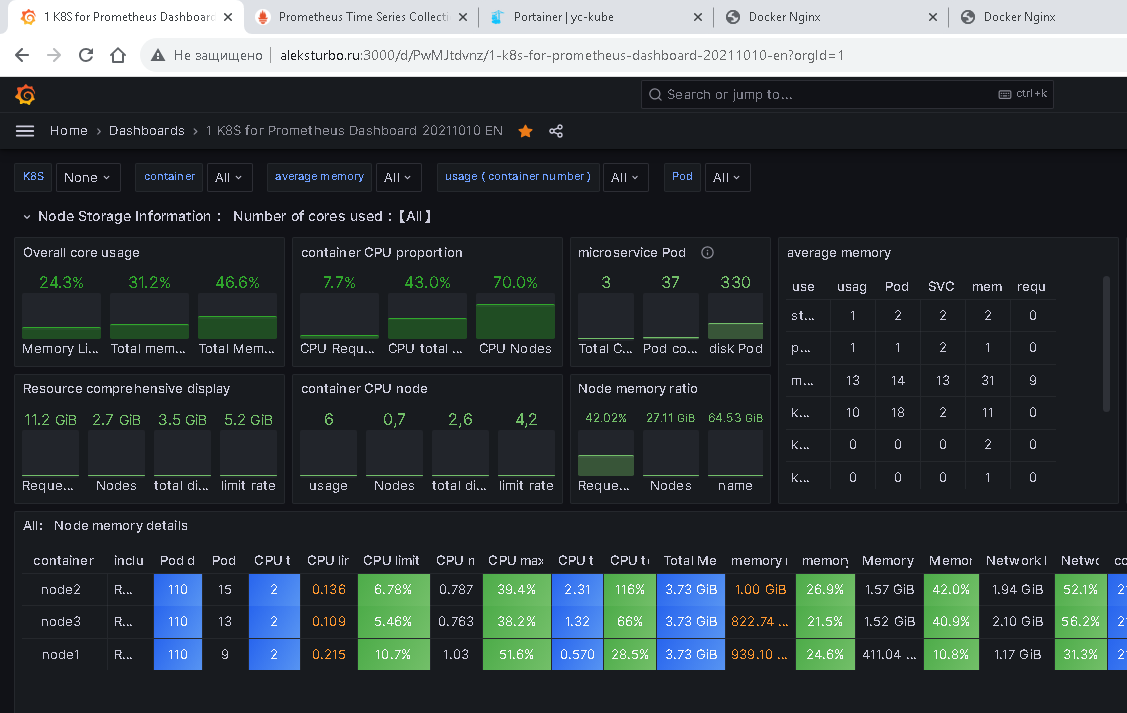 1 K8S for Prometheus Dashboard Prometheus Time Series Collecti Portainer | yc-kube Docker Nginx Docker Nginx
Не защищено aleksturbo.ru:3000/d/PwMJtdvnz/1-k8s-for-prometheus-dashboard-20211010-en?orgId=1
Search or jump to... ctrl+k
Home > Dashboards > 1 K8S for Prometheus Dashboard 20211010 EN
K8S None container All average memory All usage ( container number ) All Pod All
Node Storage Information： Number of cores used：【All】
Overall core usage container CPU proportion microservice Pod average memory
24.3% 31.2% 46.6% 7.7% 43.0% 70.0% 3 37 330
Memory Li... Total mem... Total Mem... CPU Requ... CPU total ... CPU Nodes Total C... Pod co... disk Pod
Resource comprehensive display container CPU node Node memory ratio
11.2 GiB 2.7 GiB 3.5 GiB 5.2 GiB 6 0,7 2,6 4,2 42.02% 27.11 GiB 64.53 GiB
Reque... Nodes total di... limit rate usage Nodes total di... limit rate Reque... Nodes name
use usag Pod SVC mem requ
st... 1 2 2 2 0
p... 1 1 2 1 0
m... 13 14 13 31 9
k... 10 18 2 11 0
k... 0 0 0 2 0
k... 0 0 0 1 0
All: Node memory details
container inclu Pod d Pod CPU t CPU lir CPU limit CPU n CPU max CPU t CPU t Total Me memory memory Memory Memor Network Netwo co
node2 R... 110 15 2 0.136 6.78% 0.787 39.4% 2.31 116% 3.73 GiB 1.00 GiB 26.9% 1.57 GiB 42.0% 1.94 GiB 52.1%
node3 R... 110 13 2 0.109 5.46% 0.763 38.2% 1.32 66% 3.73 GiB 822.74 ... 21.5% 1.52 GiB 40.9% 2.10 GiB 56.2%
node1 R... 110 9 2 0.215 10.7% 1.03 51.6% 0.570 28.5% 3.73 GiB 939.10 ... 24.6% 411.04 ... 10.8% 1.17 GiB 31.3%